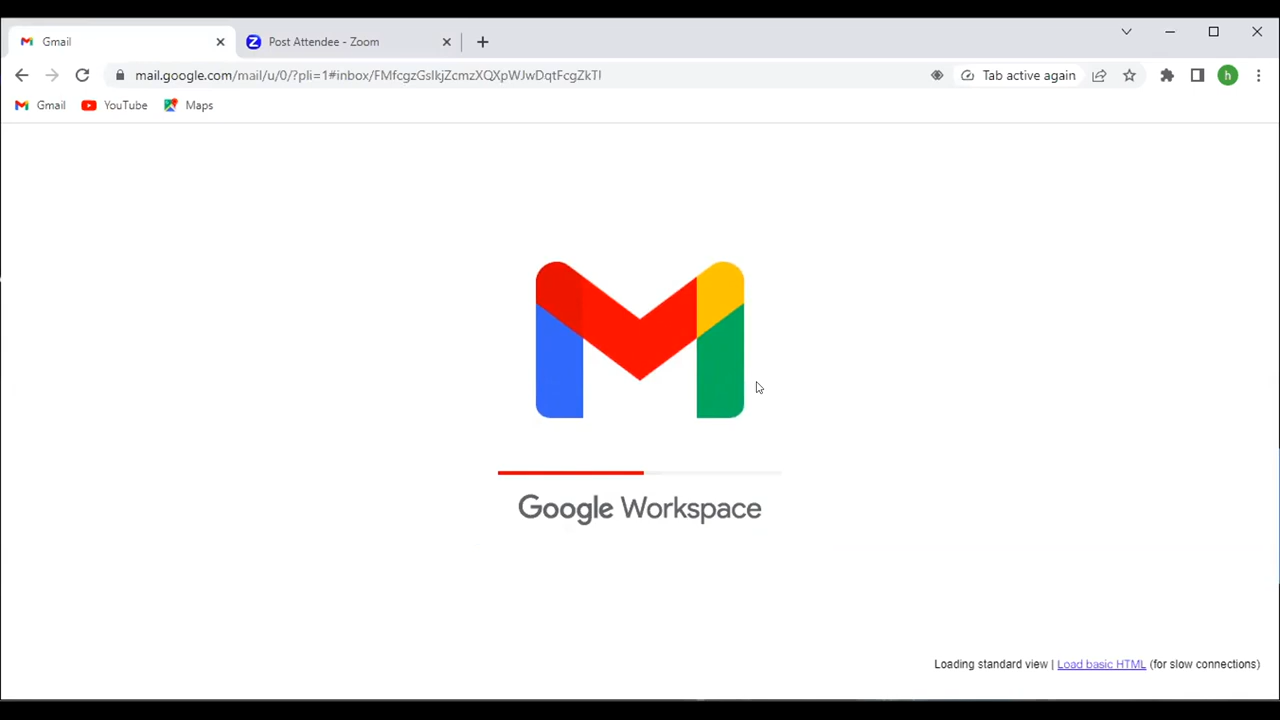 Gmail
Post Attendee - Zoom
mail.google.com/mail/u/0/?pli=1#inbox/FMfcgzGslkjZcmzXQXpWJwDqtFcgZkTl
Tab active again
h
Gmail
YouTube
Maps
Google Workspace
Loading standard view | Load basic HTML (for slow connections)